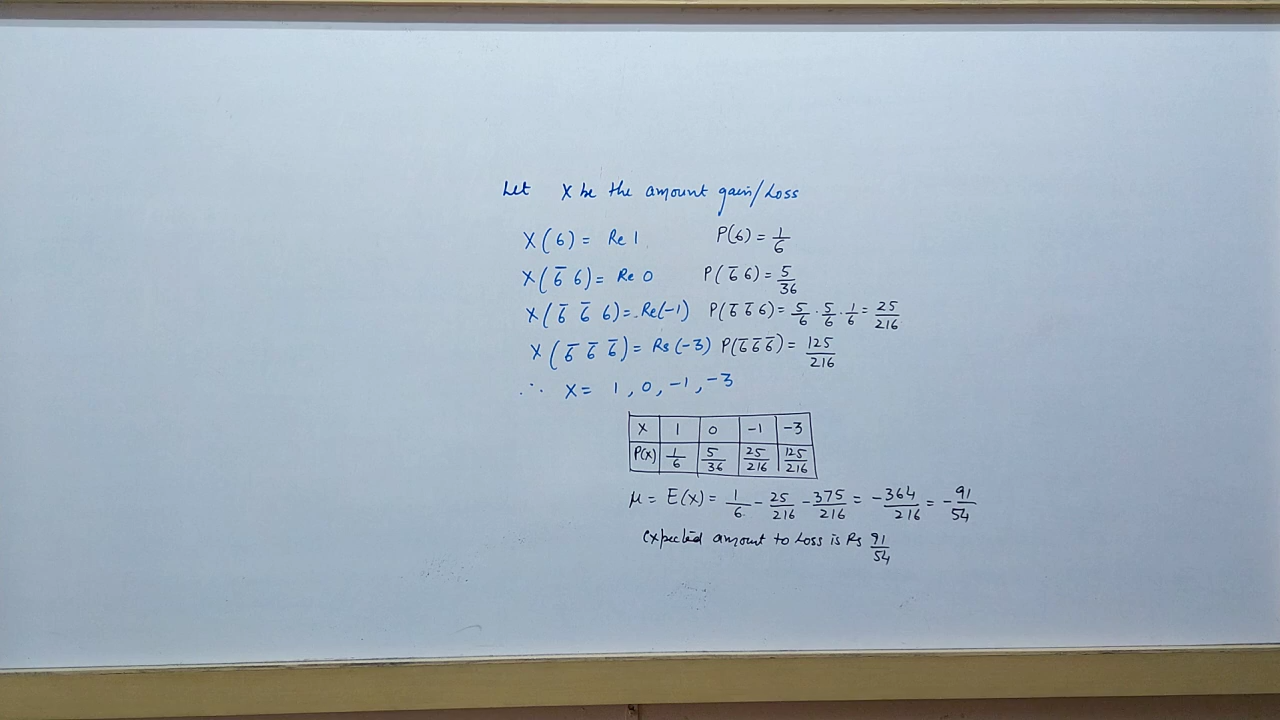 Let X be the amount gain/Loss
X(6) = Re 1 P(6) = 1/6
X(6̅ 6) = Re 0 P(6̅ 6) = 5/36
X(6̅ 6̅ 6) = Re(-1) P(6̅ 6̅ 6) = 5/6 · 5/6 · 1/6 = 25/216
X(6̅ 6̅ 6̅) = Rs(-3) P(6̅ 6̅ 6̅) = 125/216
∴ X = 1, 0, -1, -3
X 1 0 -1 -3
P(X) 1/6 5/36 25/216 125/216
μ = E(X) = 1/6 - 25/216 - 375/216 = -364/216 = -91/54
expected amount to Loss is Rs 91/54